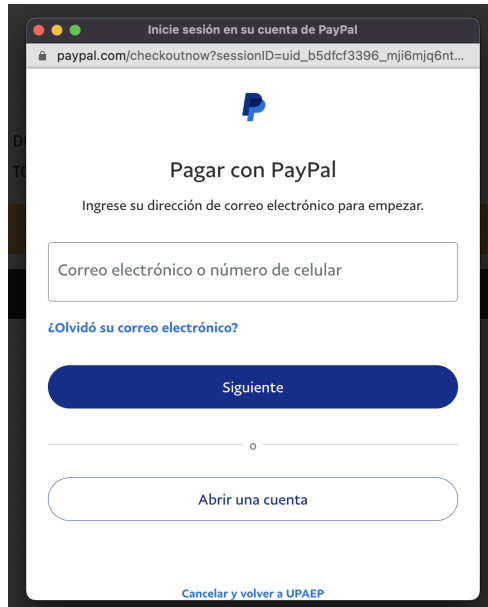 Inicie sesión en su cuenta de PayPal
paypal.com/checkoutnow?sessionID=uid_b5dfcf3396_mji6mjq6nt...
Pagar con PayPal
Ingrese su dirección de correo electrónico para empezar.
Correo electrónico o número de celular
¿Olvidó su correo electrónico?
Siguiente
o
Abrir una cuenta
Cancelar y volver a UPAEP